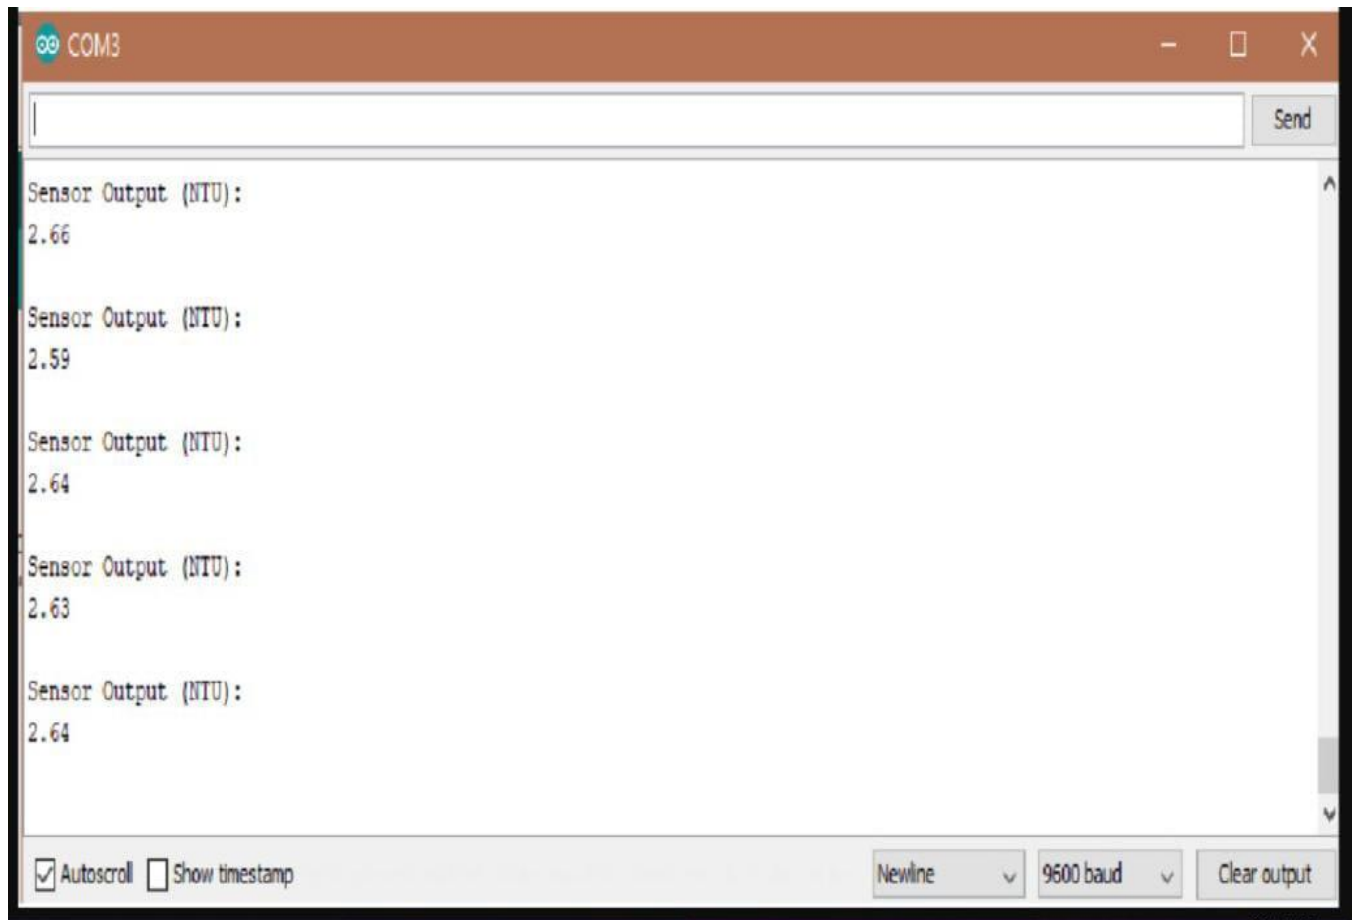 COM3
Send
Sensor Output (NTU):
2.66
Sensor Output (NTU):
2.59
Sensor Output (NTU):
2.64
Sensor Output (NTU):
2.63
Sensor Output (NTU):
2.64
Autoscroll Show timestamp Newline 9600 baud Clear output